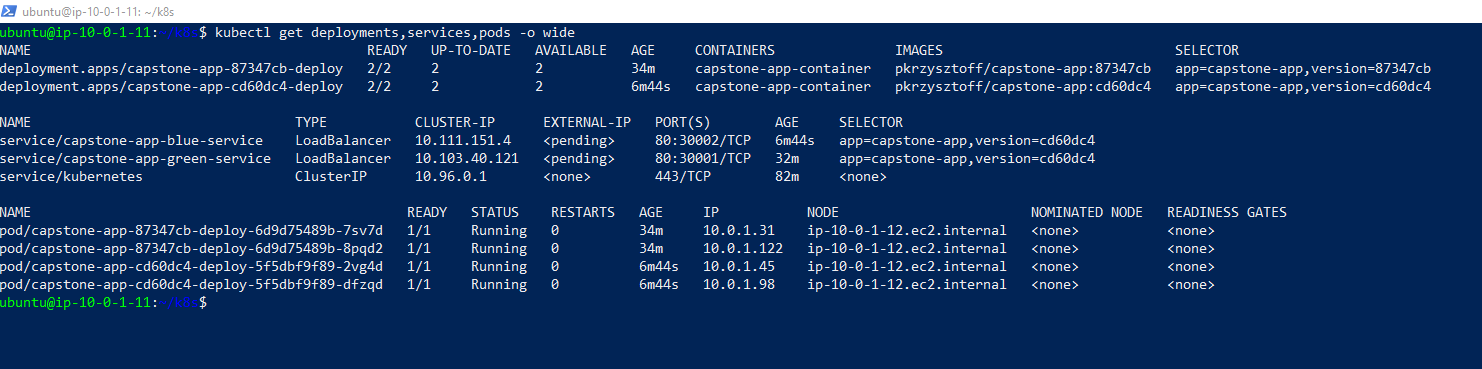 ubuntu@ip-10-0-1-11: ~/k8s
ubuntu@ip-10-0-1-11:~/k8s$ kubectl get deployments,services,pods -o wide
NAME READY UP-TO-DATE AVAILABLE AGE CONTAINERS IMAGES SELECTOR
deployment.apps/capstone-app-87347cb-deploy 2/2 2 2 34m capstone-app-container pkrzysztoff/capstone-app:87347cb app=capstone-app,version=87347cb
deployment.apps/capstone-app-cd60dc4-deploy 2/2 2 2 6m44s capstone-app-container pkrzysztoff/capstone-app:cd60dc4 app=capstone-app,version=cd60dc4
NAME TYPE CLUSTER-IP EXTERNAL-IP PORT(S) AGE SELECTOR
service/capstone-app-blue-service LoadBalancer 10.111.151.4 <pending> 80:30002/TCP 6m44s app=capstone-app,version=cd60dc4
service/capstone-app-green-service LoadBalancer 10.103.40.121 <pending> 80:30001/TCP 32m app=capstone-app,version=cd60dc4
service/kubernetes ClusterIP 10.96.0.1 <none> 443/TCP 82m <none>
NAME READY STATUS RESTARTS AGE IP NODE NOMINATED NODE READINESS GATES
pod/capstone-app-87347cb-deploy-6d9d75489b-7sv7d 1/1 Running 0 34m 10.0.1.31 ip-10-0-1-12.ec2.internal <none> <none>
pod/capstone-app-87347cb-deploy-6d9d75489b-8pqd2 1/1 Running 0 34m 10.0.1.122 ip-10-0-1-12.ec2.internal <none> <none>
pod/capstone-app-cd60dc4-deploy-5f5dbf9f89-2vg4d 1/1 Running 0 6m44s 10.0.1.45 ip-10-0-1-12.ec2.internal <none> <none>
pod/capstone-app-cd60dc4-deploy-5f5dbf9f89-dfzqd 1/1 Running 0 6m44s 10.0.1.98 ip-10-0-1-12.ec2.internal <none> <none>
ubuntu@ip-10-0-1-11:~/k8s$